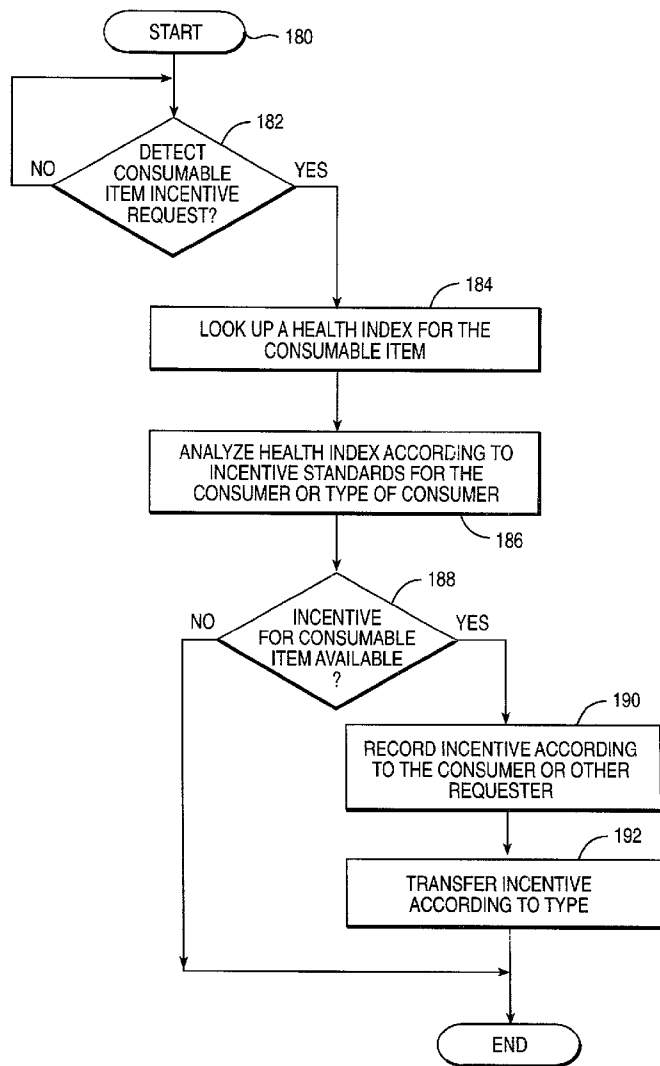 START
180
182
DETECT
CONSUMABLE
ITEM INCENTIVE
REQUEST?
NO
YES
184
LOOK UP A HEALTH INDEX FOR THE
CONSUMABLE ITEM
ANALYZE HEALTH INDEX ACCORDING TO
INCENTIVE STANDARDS FOR THE
CONSUMER OR TYPE OF CONSUMER
186
188
NO
YES
INCENTIVE
FOR CONSUMABLE
ITEM AVAILABLE
?
190
RECORD INCENTIVE ACCORDING
TO THE CONSUMER OR OTHER
REQUESTER
192
TRANSFER INCENTIVE
ACCORDING TO TYPE
END